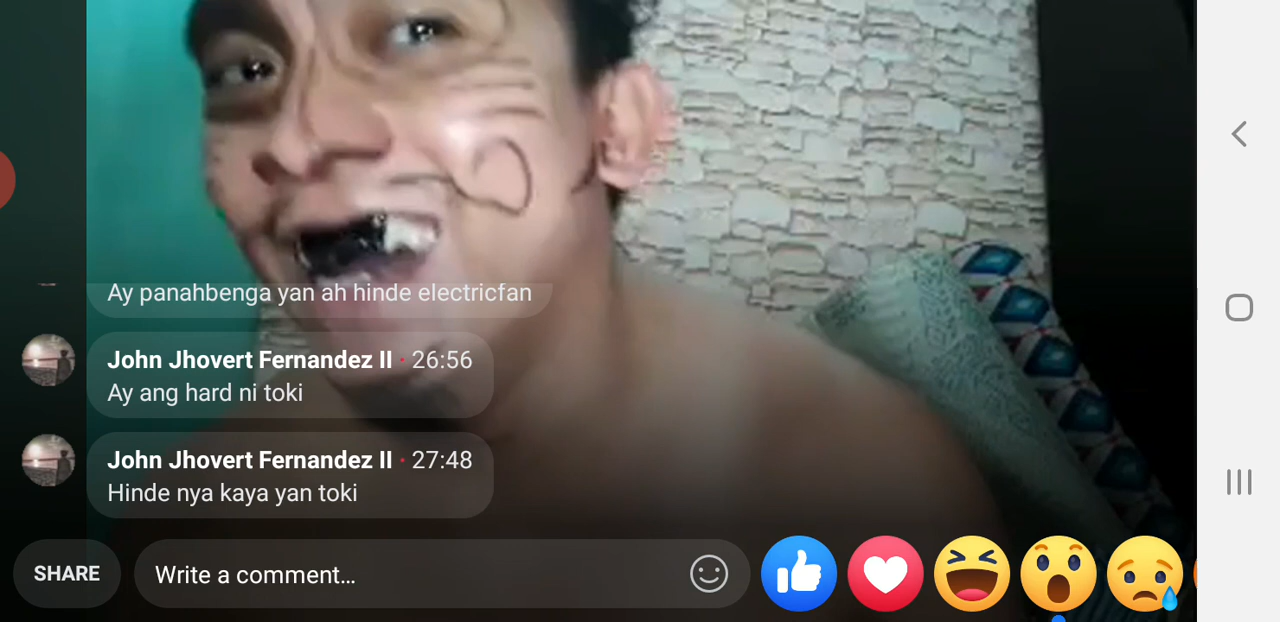 Ay panahbenga yan ah hinde electricfan
John Jhovert Fernandez II · 26:56
Ay ang hard ni toki
John Jhovert Fernandez II · 27:48
Hinde nya kaya yan toki
SHARE
Write a comment...